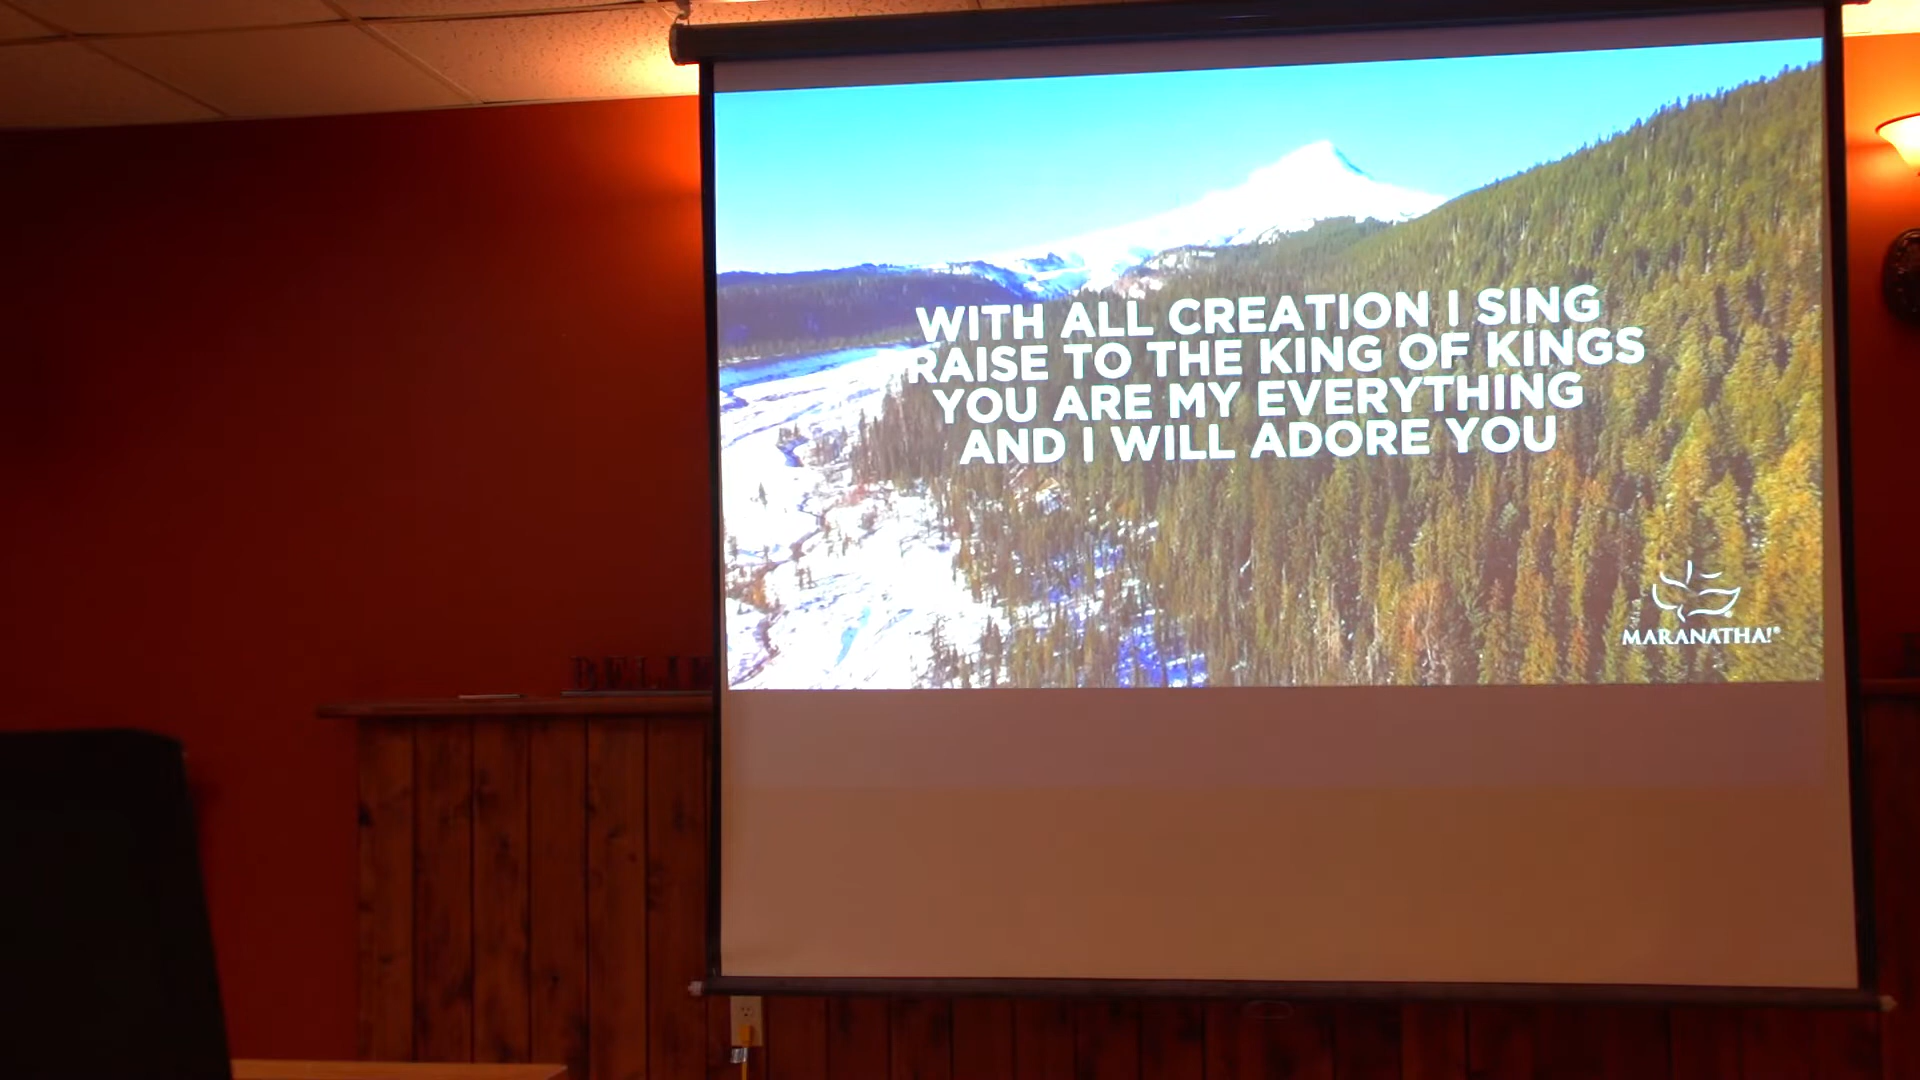 WITH ALL CREATION I SING
RAISE TO THE KING OF KINGS
YOU ARE MY EVERYTHING
AND I WILL ADORE YOU
MARANATHA!®